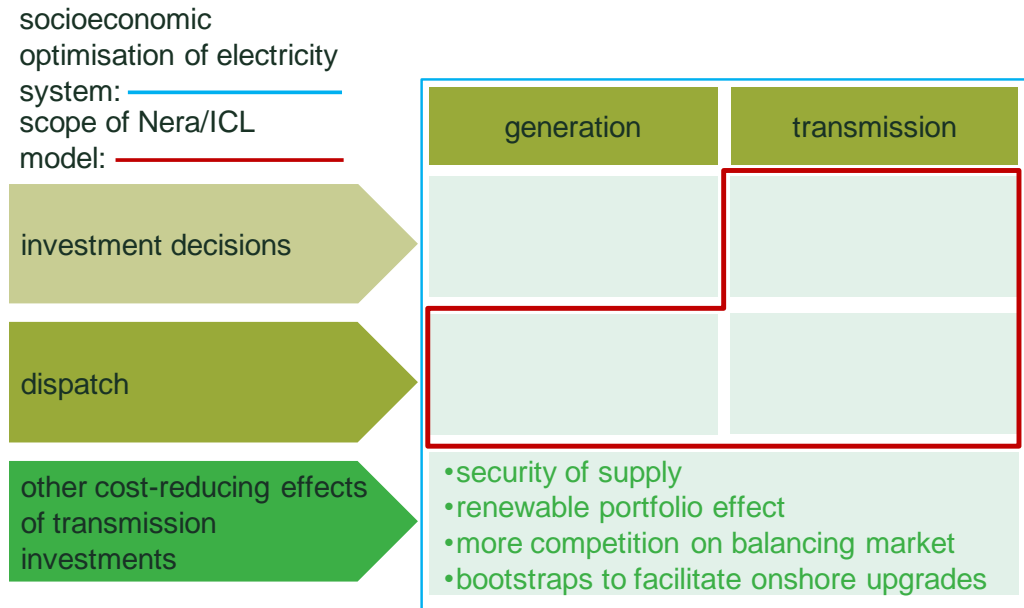 socioeconomic
optimisation of electricity
system:
scope of Nera/ICL
model:
generation
transmission
investment decisions
dispatch
other cost-reducing effects
of transmission
investments
•security of supply
•renewable portfolio effect
•more competition on balancing market
•bootstraps to facilitate onshore upgrades